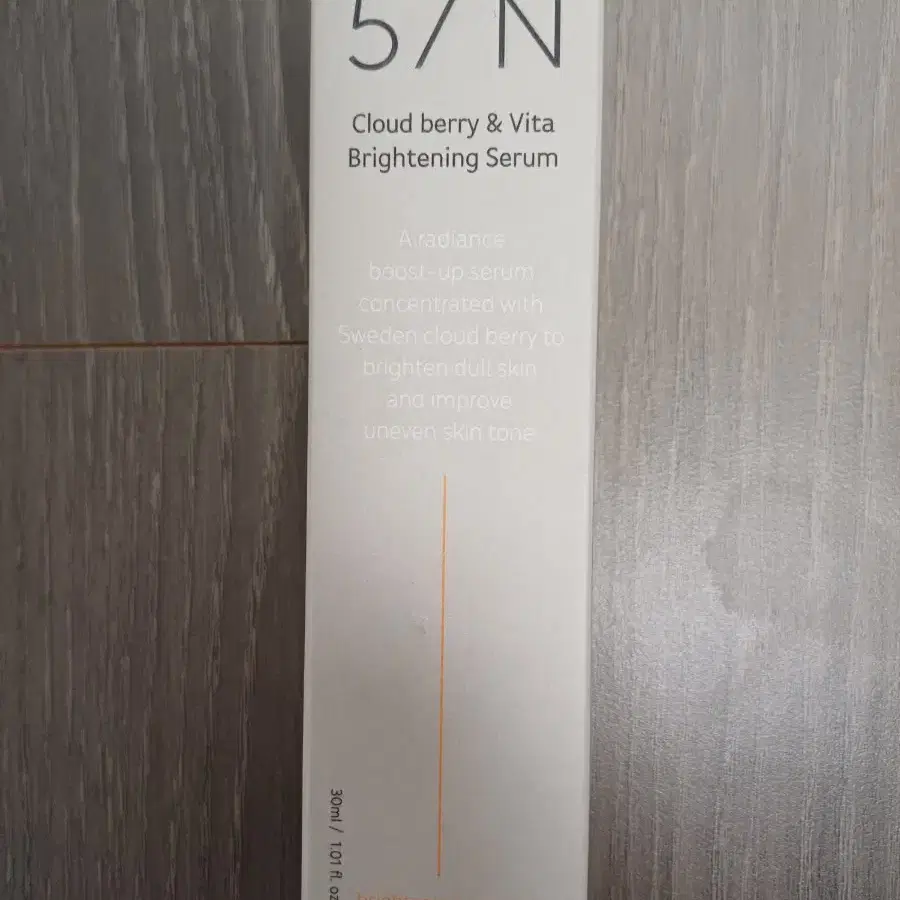 57/N
Cloud berry & Vita
Brightening Serum
A radiance
boost-up serum
concentrated with
Sweden cloud berry to
brighten dull skin
and improve
uneven skin tone
30ml / 1.01 fl. oz